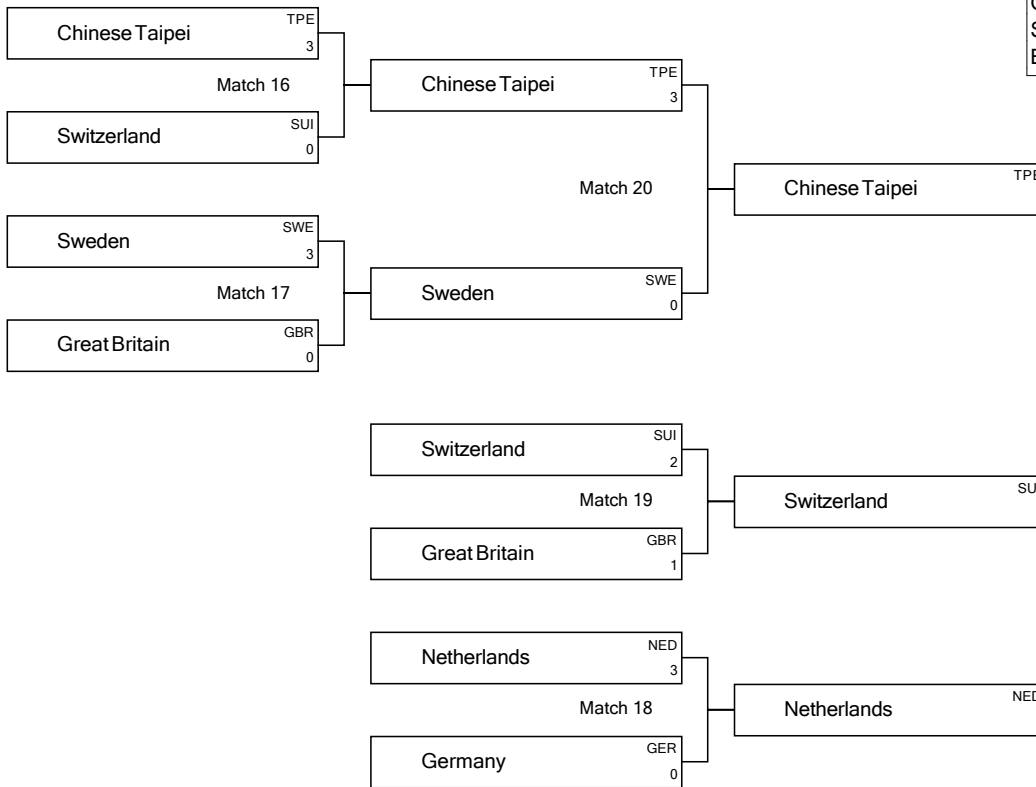 Chinese Taipei TPE
3
Match 16
Switzerland SUI
0
Sweden SWE
3
Match 17
Great Britain GBR
0
Chinese Taipei TPE
3
Match 20
Sweden SWE
0
Chinese Taipei
Switzerland SUI
2
Match 19
Great Britain GBR
1
Switzerland
Netherlands NED
3
Match 18
Germany GER
0
Netherlands